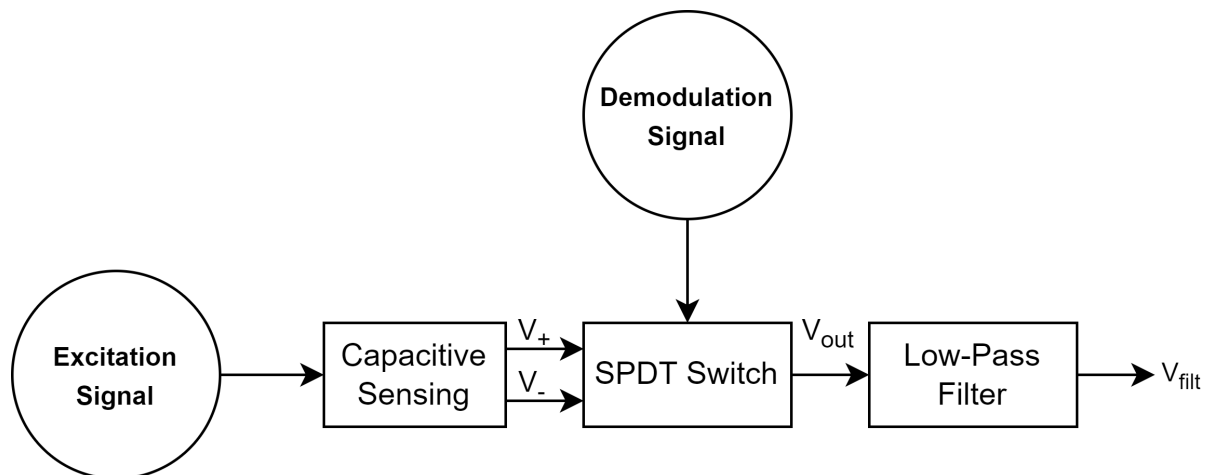 Demodulation
Signal
Excitation
Signal
Capacitive
Sensing
V+
V-
SPDT Switch
Vout
Low-Pass
Filter
Vfilt